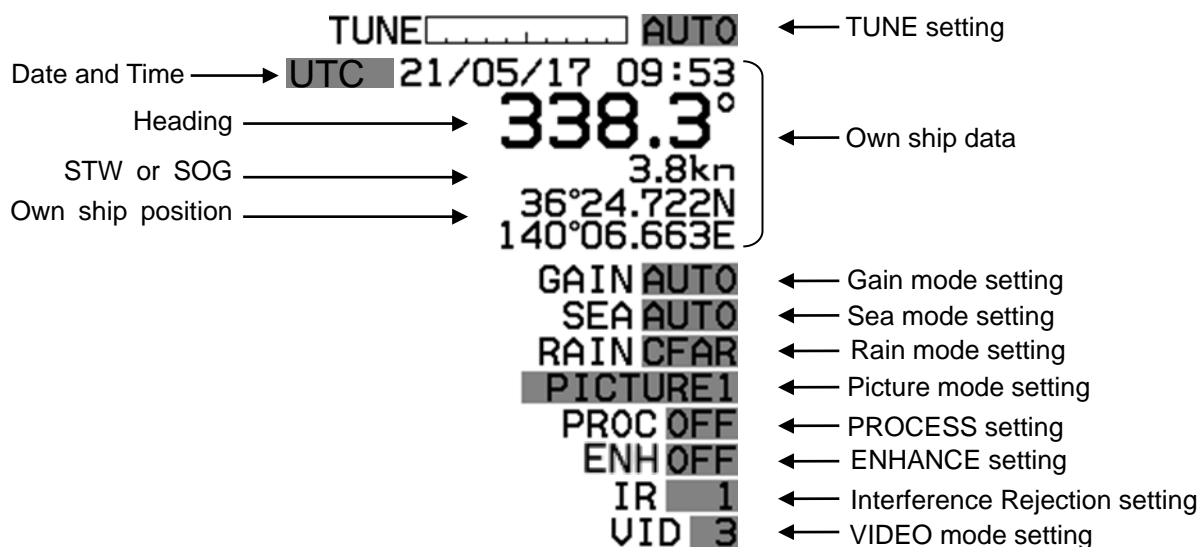 TUNE AUTO TUNE setting
Date and Time UTC 21/05/17 09:53
Heading 338.3° Own ship data
STW or SOG 3.8kn
Own ship position 36°24.722N
140°06.663E
GAIN AUTO Gain mode setting
SEA AUTO Sea mode setting
RAIN CFAR Rain mode setting
PICTURE1 Picture mode setting
PROC OFF PROCESS setting
ENH OFF ENHANCE setting
IR 1 Interference Rejection setting
VID 3 VIDEO mode setting